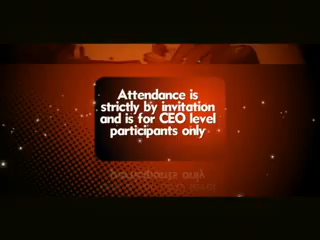 Attendance is
strictly by invitation
and is for CEO level
participants only